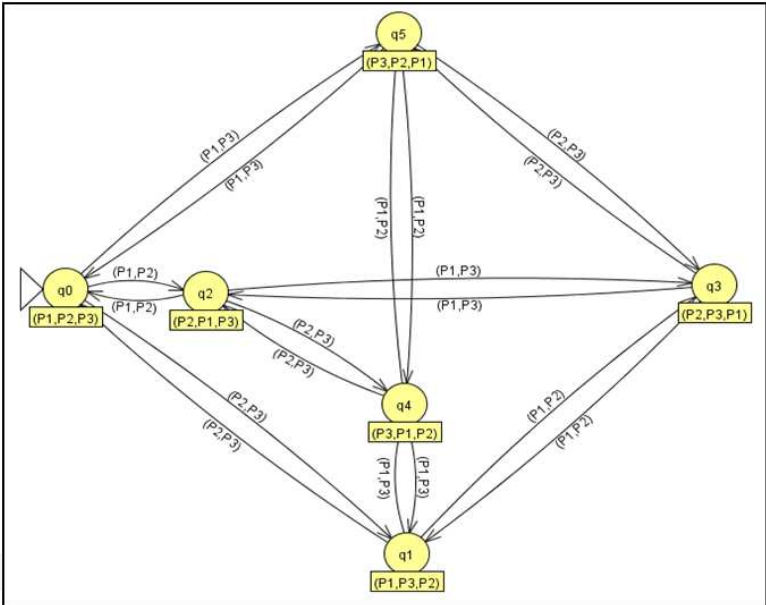 q5
(P3,P2,P1)
(P1,P3)
(P1,P3)
(P2,P3)
(P2,P3)
(P1,P2)
(P1,P2)
q0
(P1,P2,P3)
(P1,P2)
(P1,P2)
q2
(P2,P1,P3)
(P1,P3)
(P1,P3)
q3
(P2,P3,P1)
(P2,P3)
(P2,P3)
q4
(P3,P1,P2)
(P2,P3)
(P2,P3)
(P1,P2)
(P1,P2)
(P1,P3)
(P1,P3)
q1
(P1,P3,P2)